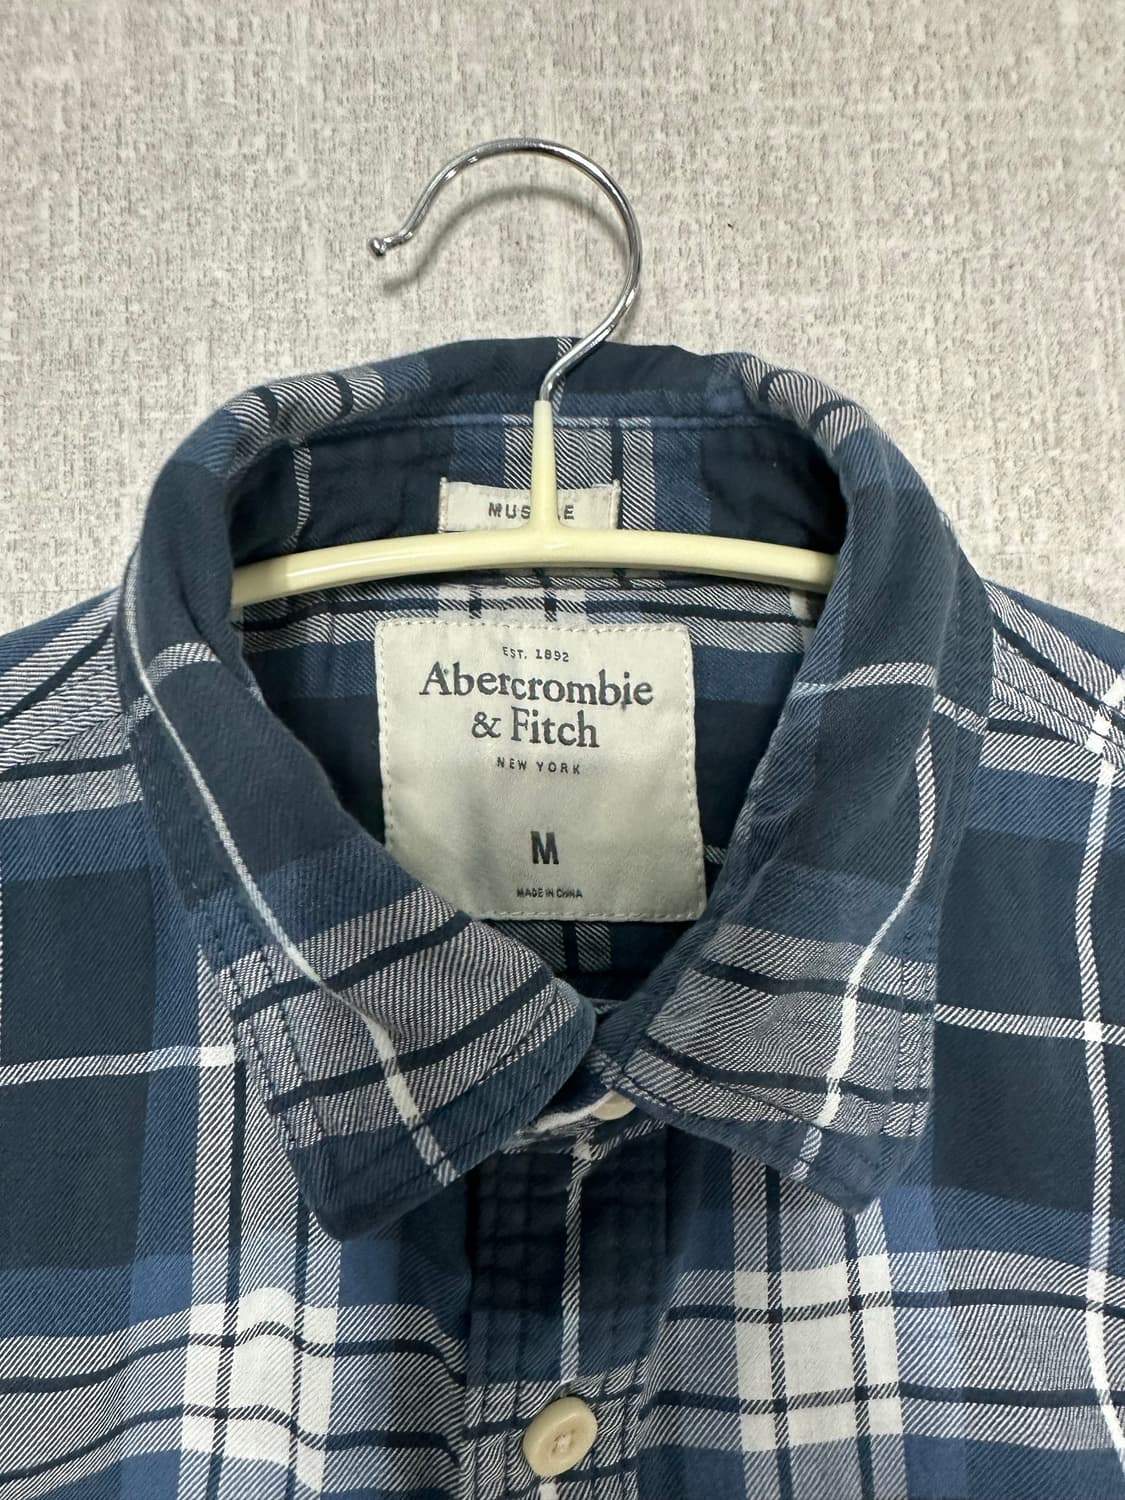 EST. 1892
Abercrombie
& Fitch
NEW YORK
M
MADE IN CHINA